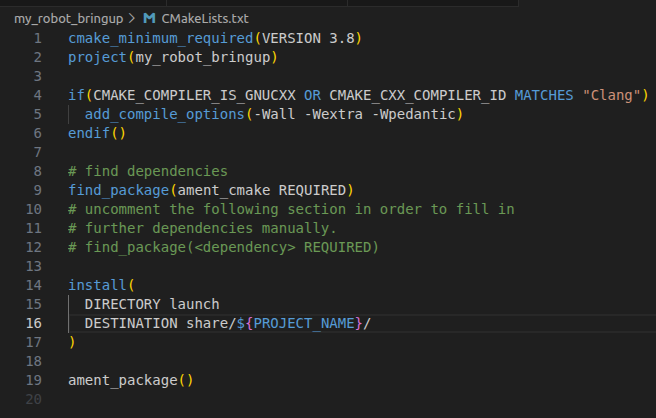 my_robot_bringup > M CMakeLists.txt
1 cmake_minimum_required(VERSION 3.8)
2 project(my_robot_bringup)
3
4 if(CMAKE_COMPILER_IS_GNUCXX OR CMAKE_CXX_COMPILER_ID MATCHES "Clang")
5   add_compile_options(-Wall -Wextra -Wpedantic)
6 endif()
7
8 # find dependencies
9 find_package(ament_cmake REQUIRED)
10 # uncomment the following section in order to fill in
11 # further dependencies manually.
12 # find_package(<dependency> REQUIRED)
13
14 install(
15   DIRECTORY launch
16   DESTINATION share/${PROJECT_NAME}/
17 )
18
19 ament_package()
20